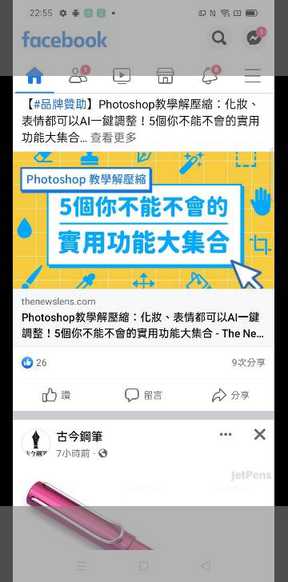 22:55
facebook
【#品牌贊助】Photoshop教學解壓縮：化妝、
表情都可以AI一鍵調整！5個你不能不會的實用
功能大集合... 查看更多
Photoshop 教學解壓縮
5個你不能不會的
實用功能大集合
thenewslens.com
Photoshop教學解壓縮：化妝、表情都可以AI一鍵
調整！5個你不能不會的實用功能大集合 - The Ne...
26
9次分享
讚
留言
分享
古今鋼筆
7小時前
JetPens